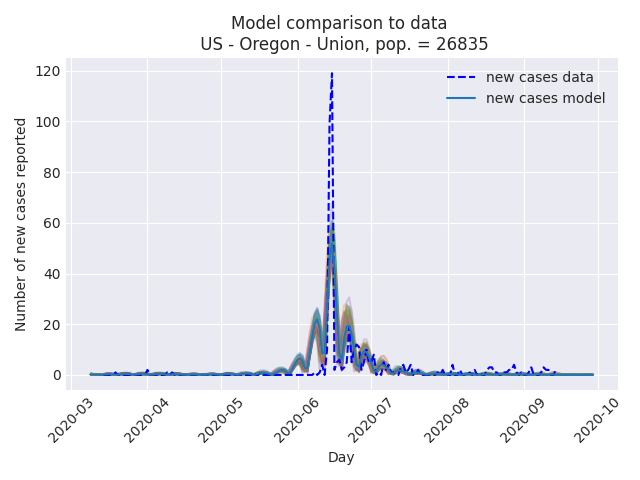 Model comparison to data
US - Oregon - Union, pop. = 26835
120
100
80
60
40
20
0
Number of new cases reported
new cases data
new cases model
2020-03
2020-04
2020-05
2020-06
2020-07
2020-08
2020-09
2020-10
Day